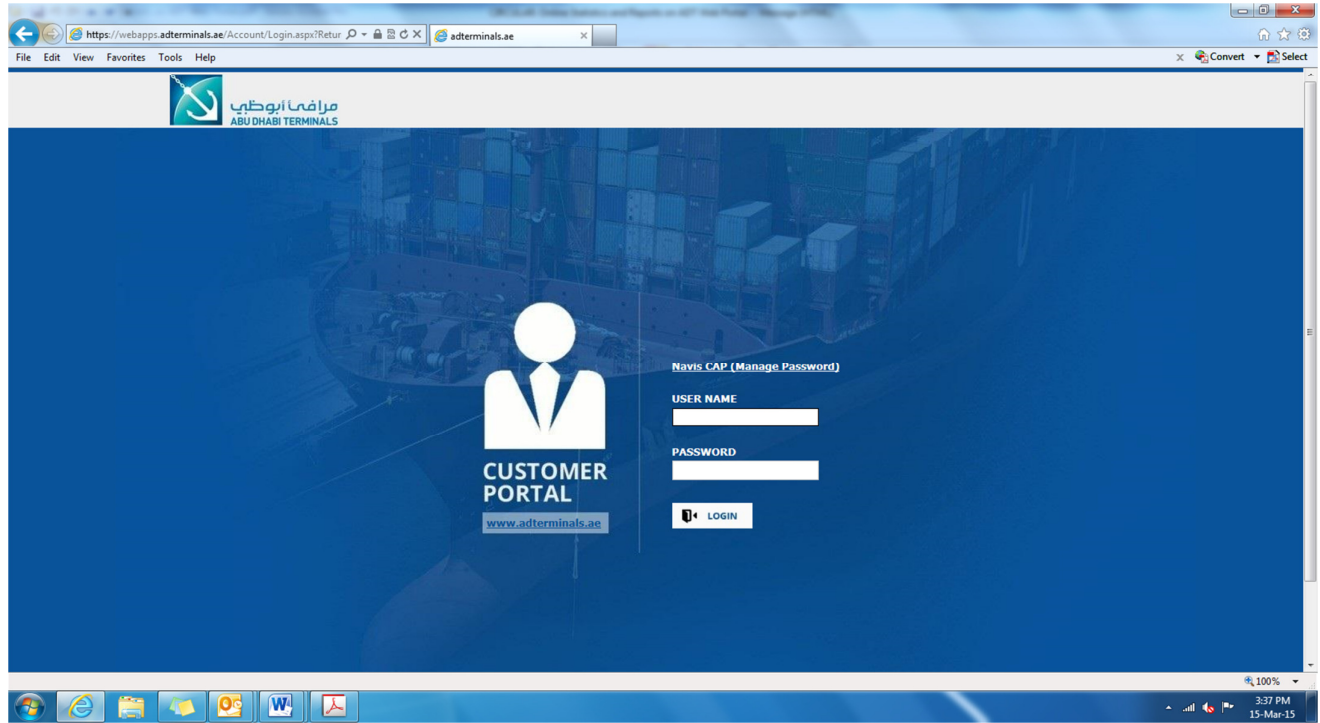 https://webapps.adterminals.ae/Account/Login.aspx?Retur
adterminals.ae
File Edit View Favorites Tools Help
x Convert Select
مرافئ أبوظبي
ABU DHABI TERMINALS
Navis CAP (Manage Password)
USER NAME
PASSWORD
LOGIN
CUSTOMER
PORTAL
www.adterminals.ae
100%
3:37 PM
15-Mar-15